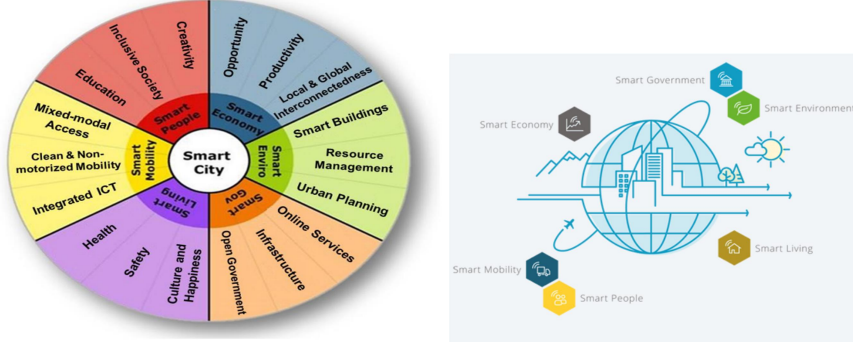 Smart
City
Smart
Economy
Opportunity
Productivity
Local & Global
Interconnectedness
Smart
Enviro
Smart Buildings
Resource
Management
Urban Planning
Smart
Gov
Online Services
Infrastructure
Open Government
Smart
Living
Culture and
Happiness
Safety
Health
Smart
Mobility
Integrated ICT
Clean & Non-
motorized Mobility
Mixed-modal
Access
Smart
People
Education
Inclusive Society
Creativity
Smart Government
Smart Environment
Smart Economy
Smart Living
Smart Mobility
Smart People